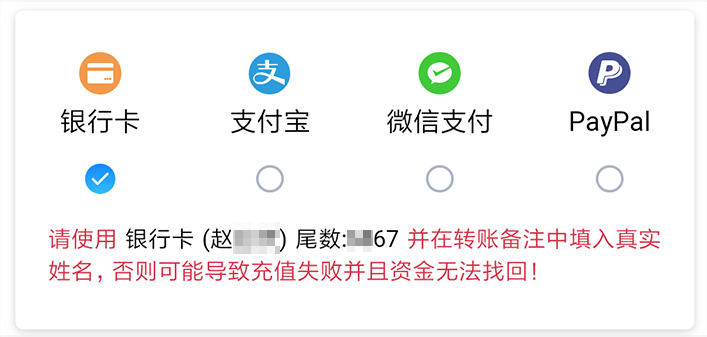 银行卡 支付宝 微信支付 PayPal
请使用 银行卡 (赵) 尾数:67 并在转账备注中填入真实
姓名, 否则可能导致充值失败并且资金无法找回!